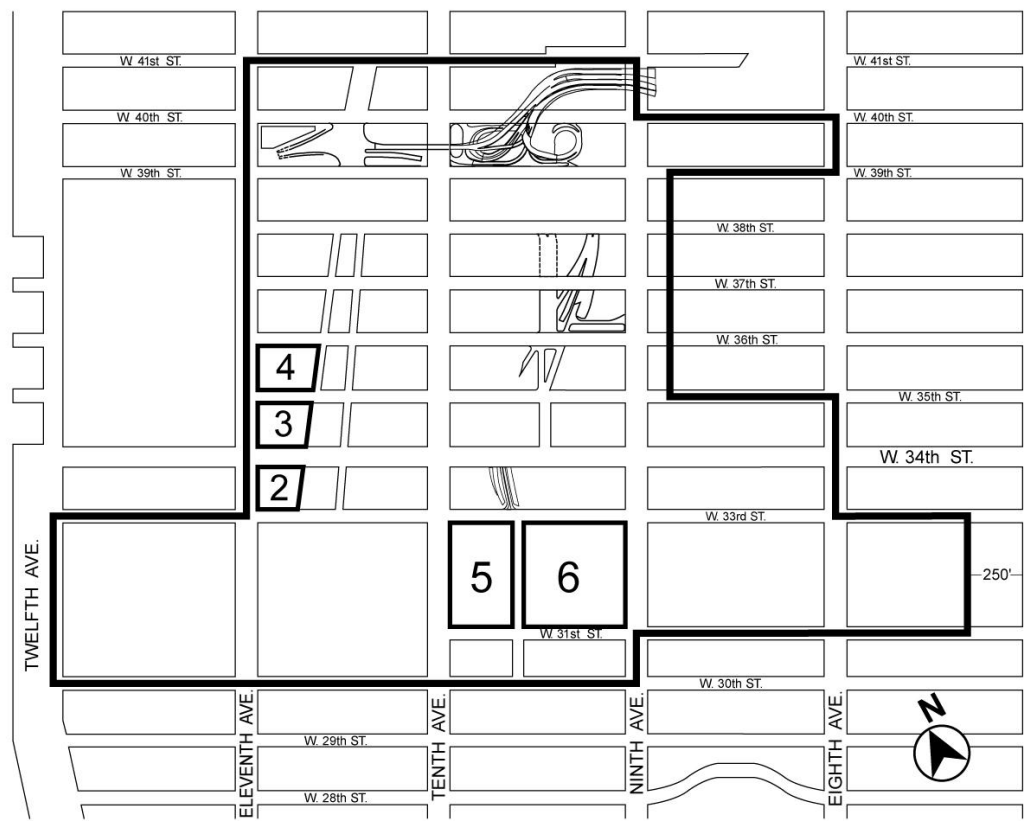 W. 41st ST.
W. 41st ST.
W. 40th ST.
W. 40th ST.
W. 39th ST.
W. 39th ST.
W. 38th ST.
W. 37th ST.
W. 36th ST.
4
W. 35th ST.
3
W. 34th ST.
2
W. 33rd ST.
TWELFTH AVE.
5
6
250'
W. 31st ST.
W. 30th ST.
ELEVENTH AVE.
TENTH AVE.
NINTH AVE.
EIGHTH AVE.
N
W. 29th ST.
W. 28th ST.